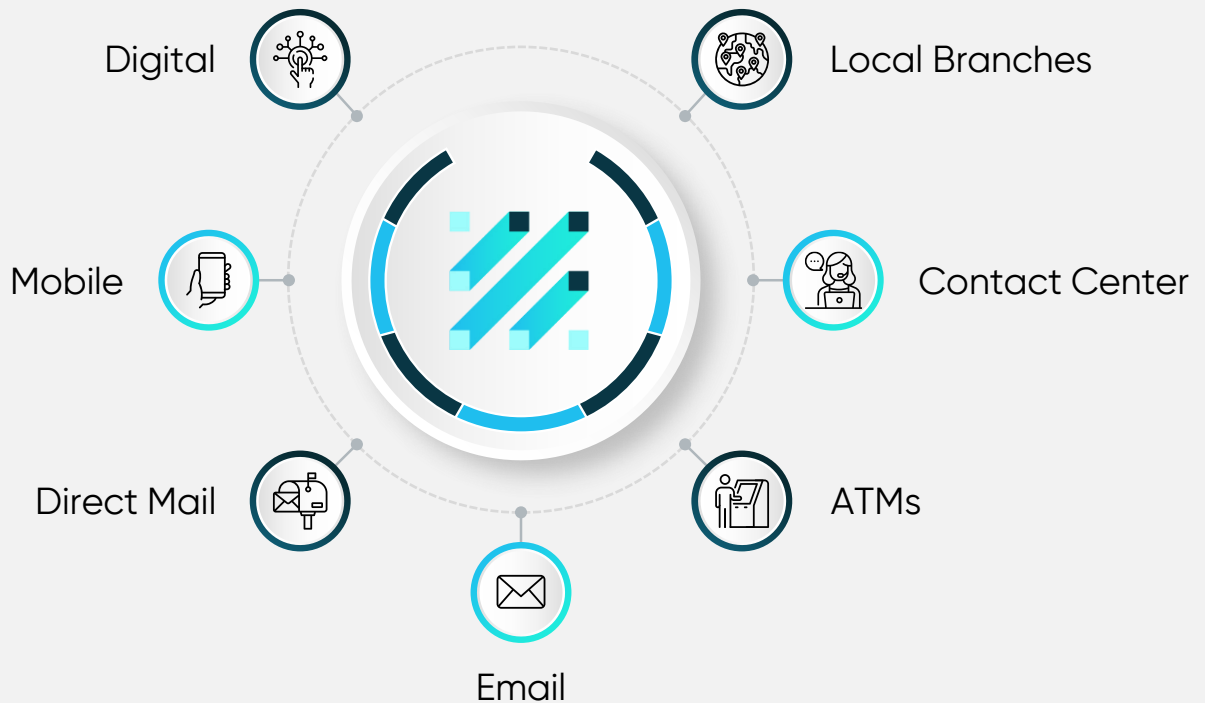 Digital
Local Branches
Mobile
Contact Center
Direct Mail
ATMs
Email